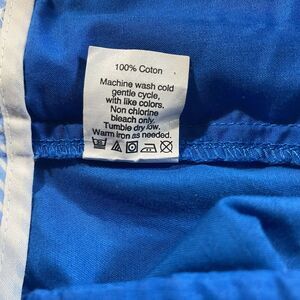 100% Coton
Machine wash cold
gentle cycle,
with like colors.
Non chlorine
bleach only.
Tumble dry low.
Warm iron as needed.